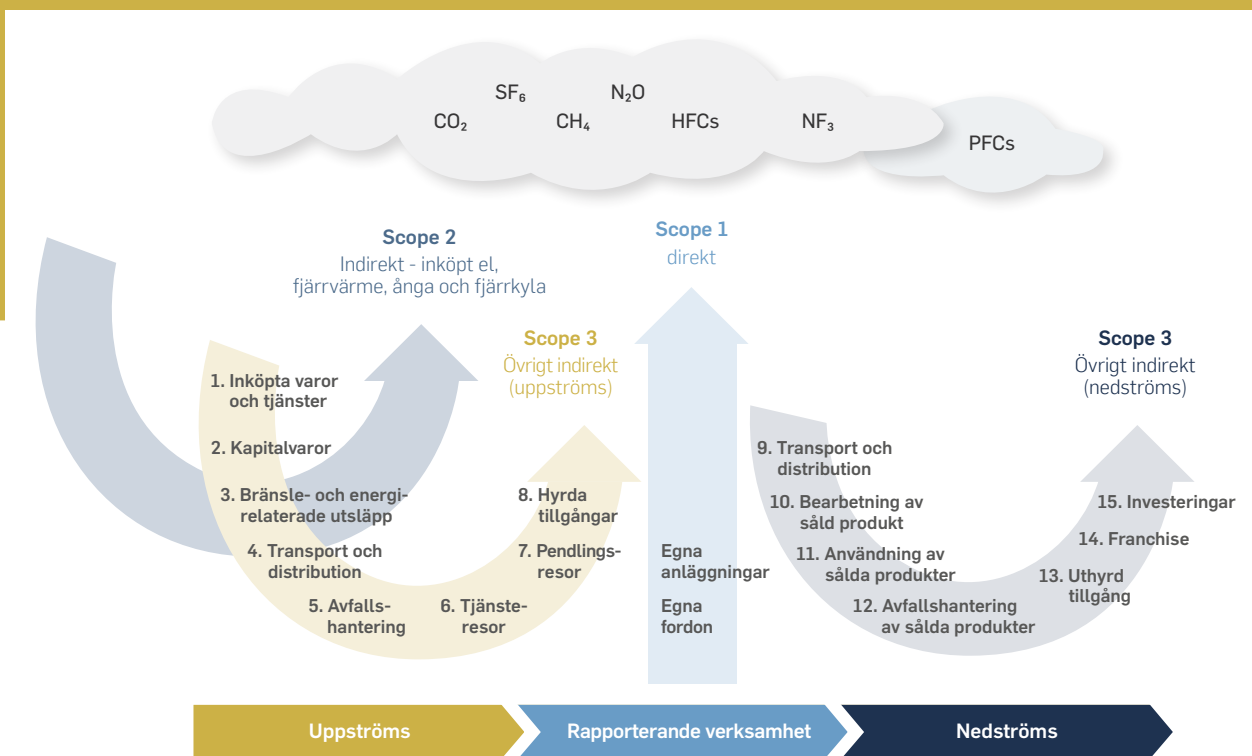 SF₆
N₂O
CO₂
CH₄
HFCs
NF₃
PFCs
Scope 2
Indirekt - inköpt el,
fjärrvärme, ånga och fjärrkyla
Scope 1
direkt
Scope 3
Övrigt indirekt
(uppströms)
Scope 3
Övrigt indirekt
(nedströms)
1. Inköpta varor
och tjänster
2. Kapitalvaror
3. Bränsle- och energi-
relaterade utsläpp
4. Transport och
distribution
5. Avfalls-
hantering
6. Tjänste-
resor
7. Pendlings-
resor
8. Hyrda
tillgångar
Egna
anläggningar
Egna
fordon
9. Transport och
distribution
10. Bearbetning av
såld produkt
11. Användning av
sålda produkter
12. Avfallshantering
av sålda produkter
13. Uthyrd
tillgång
14. Franchise
15. Investeringar
Uppströms
Rapporterande verksamhet
Nedströms